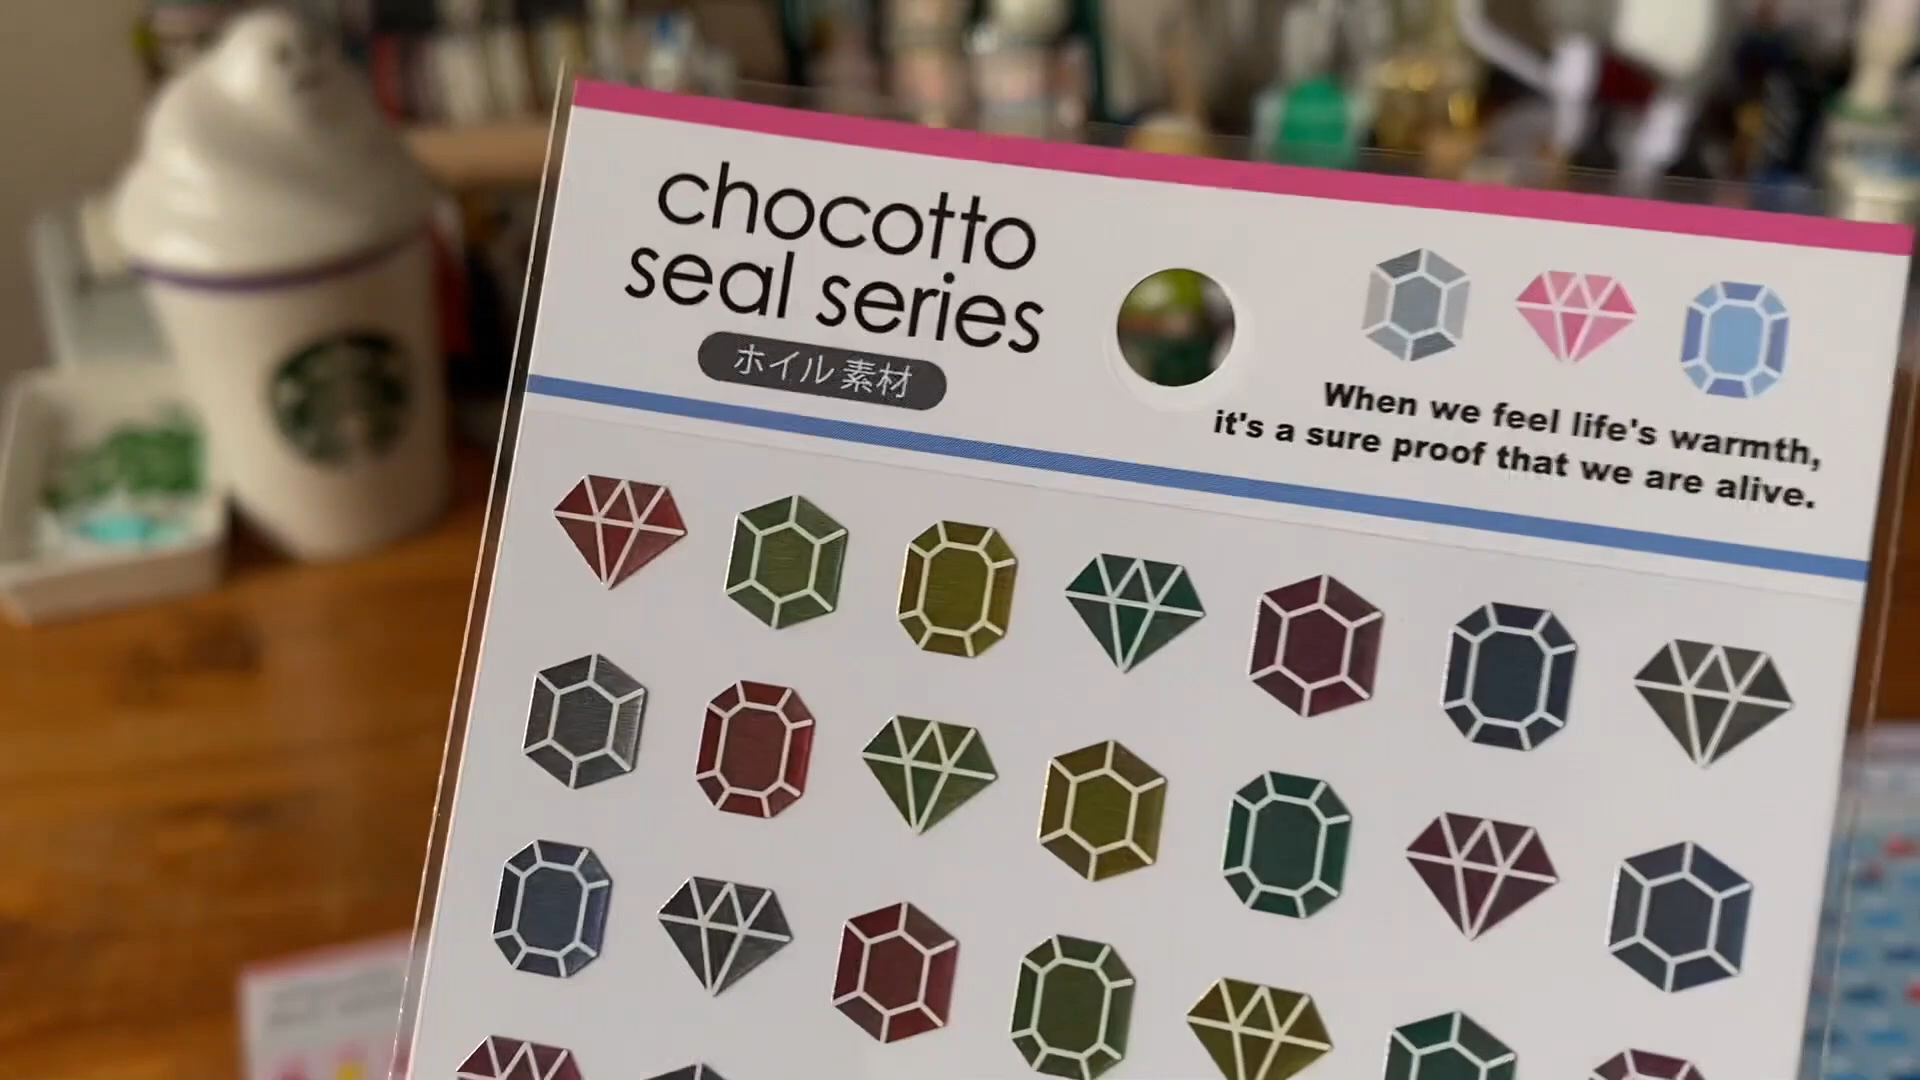 chocotto
seal series
ホイル素材
When we feel life's warmth,
it's a sure proof that we are alive.